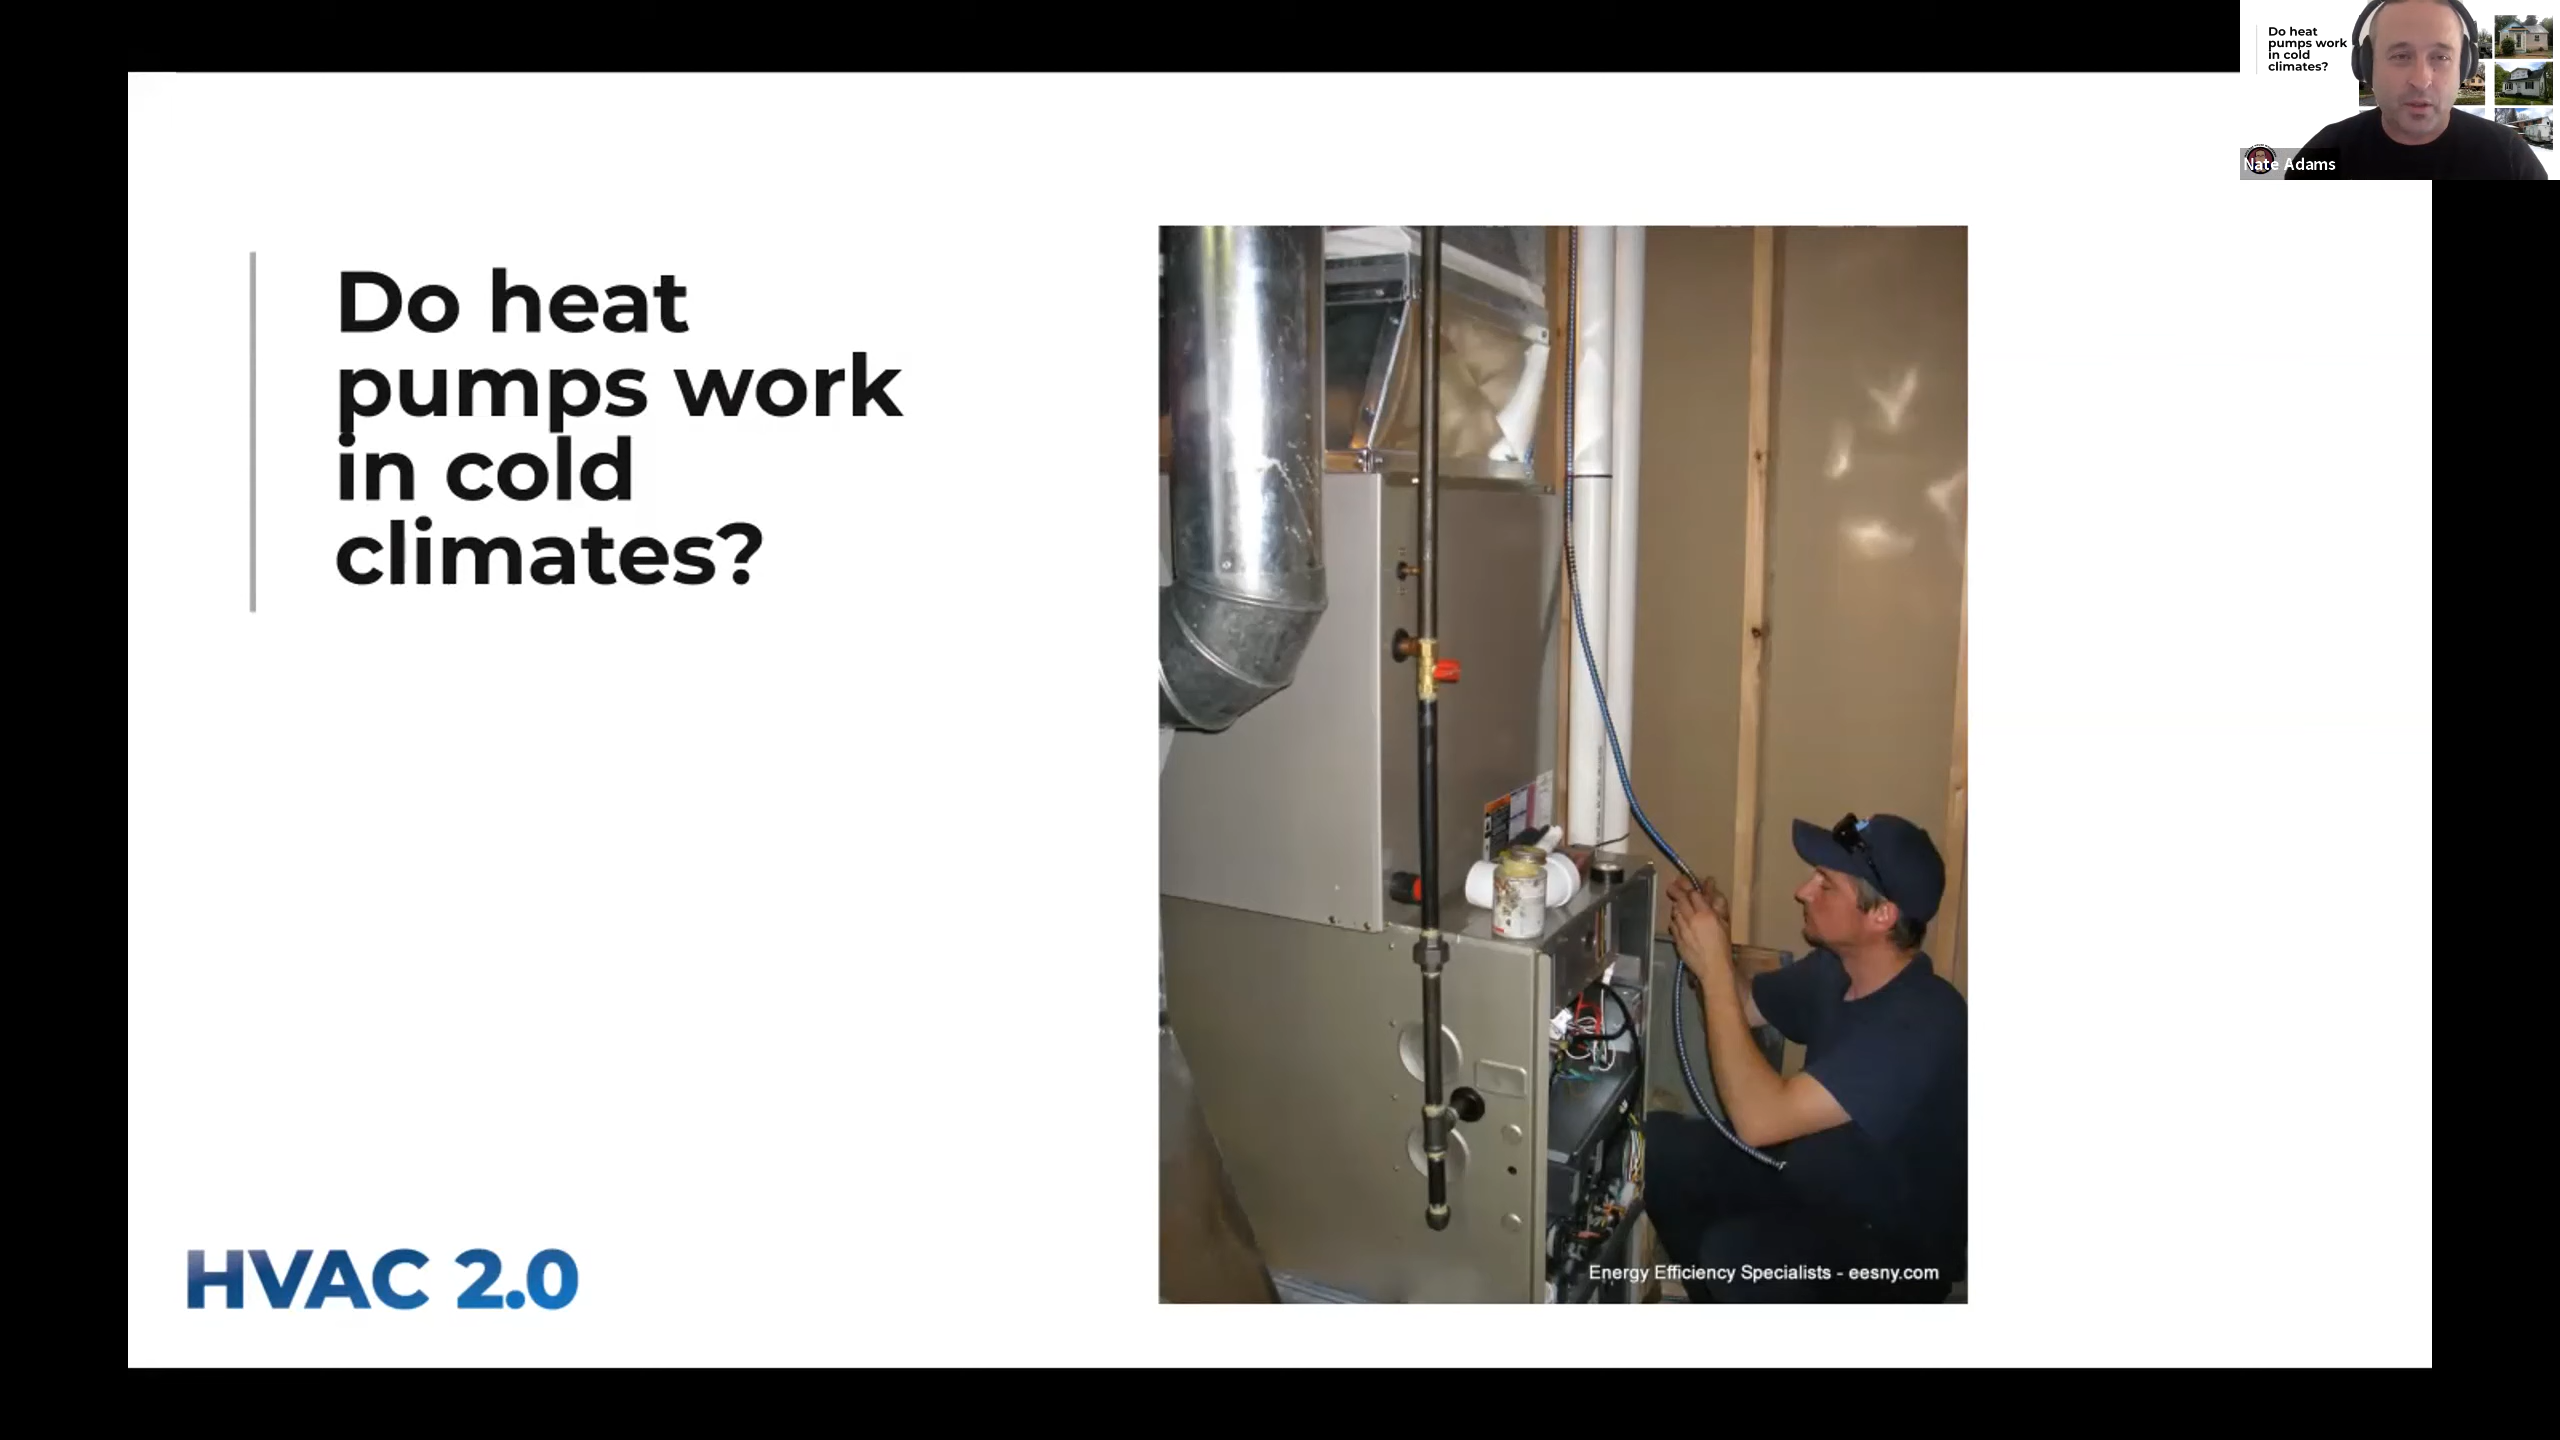 Do heat
pumps work
in cold
climates?
Nate Adams
Do heat
pumps work
in cold
climates?
Energy Efficiency Specialists - eesny.com
HVAC 2.0